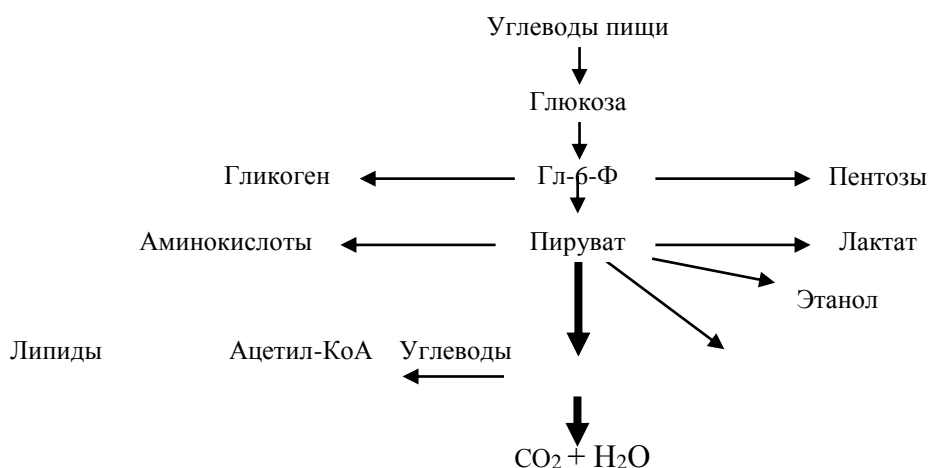 Углеводы пищи
Глюкоза
Гликоген Гл-6-Ф Пентозы
Аминокислоты Пируват Лактат
Этанол
Липиды Ацетил-КоА Углеводы
CO₂ + H₂O